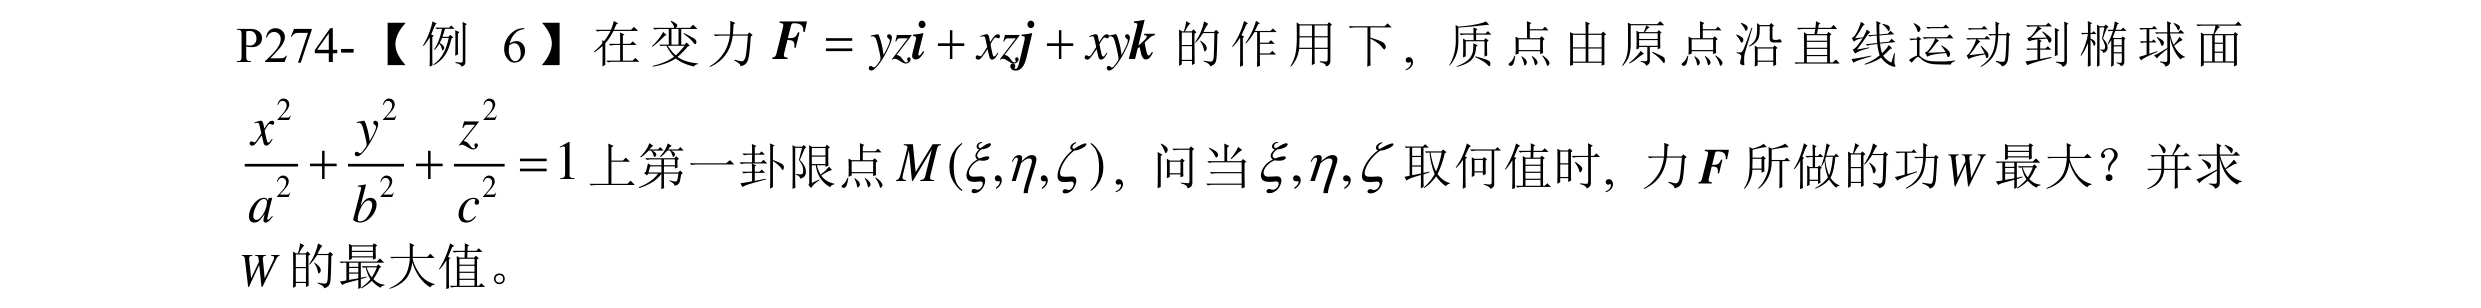 P274-【例 6】在变力 F = yzi + xzj + xyk 的作用下，质点由原点沿直线运动到椭球面
x²/a² + y²/b² + z²/c² = 1 上第一卦限点 M(ξ,η,ζ)，问当 ξ,η,ζ 取何值时，力 F 所做的功 W 最大？并求
W 的最大值。